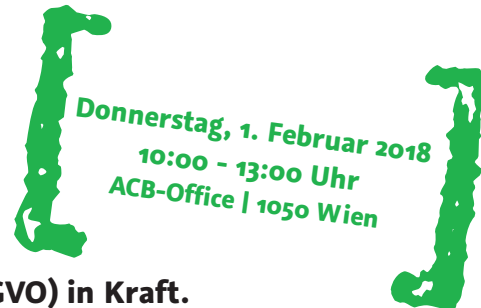 Donnerstag, 1. Februar 2018
10:00 - 13:00 Uhr
ACB-Office | 1050 Wien
GVO) in Kraft.